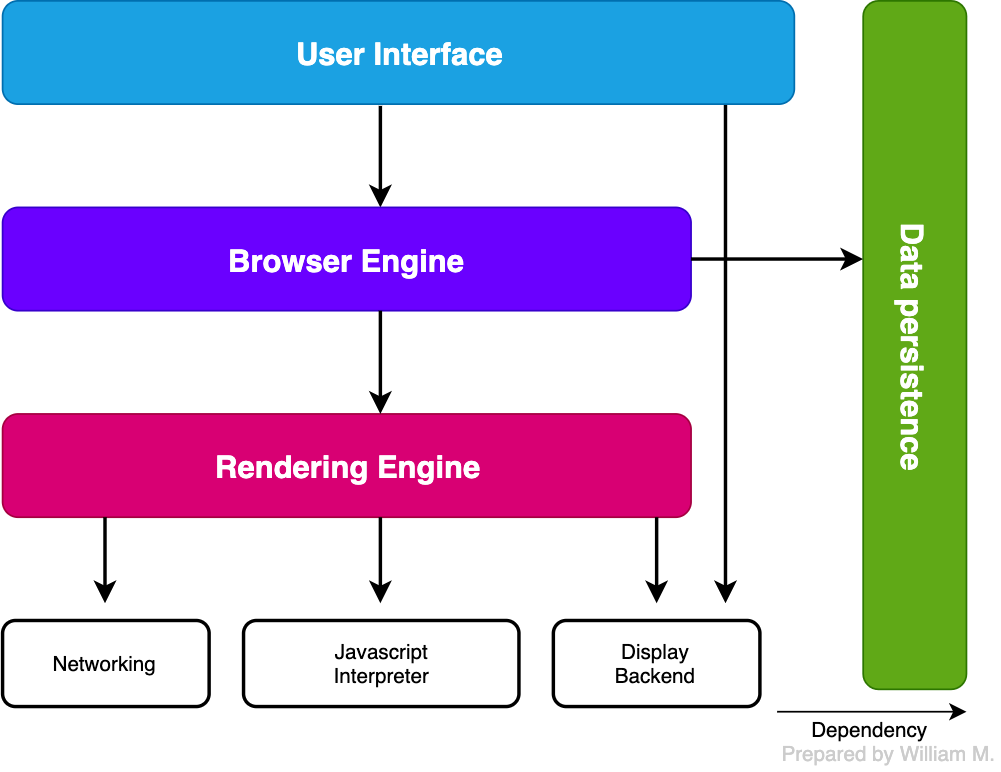 User Interface
Browser Engine
Data persistence
Rendering Engine
Networking
Javascript
Interpreter
Display
Backend
Dependency
Prepared by William M.